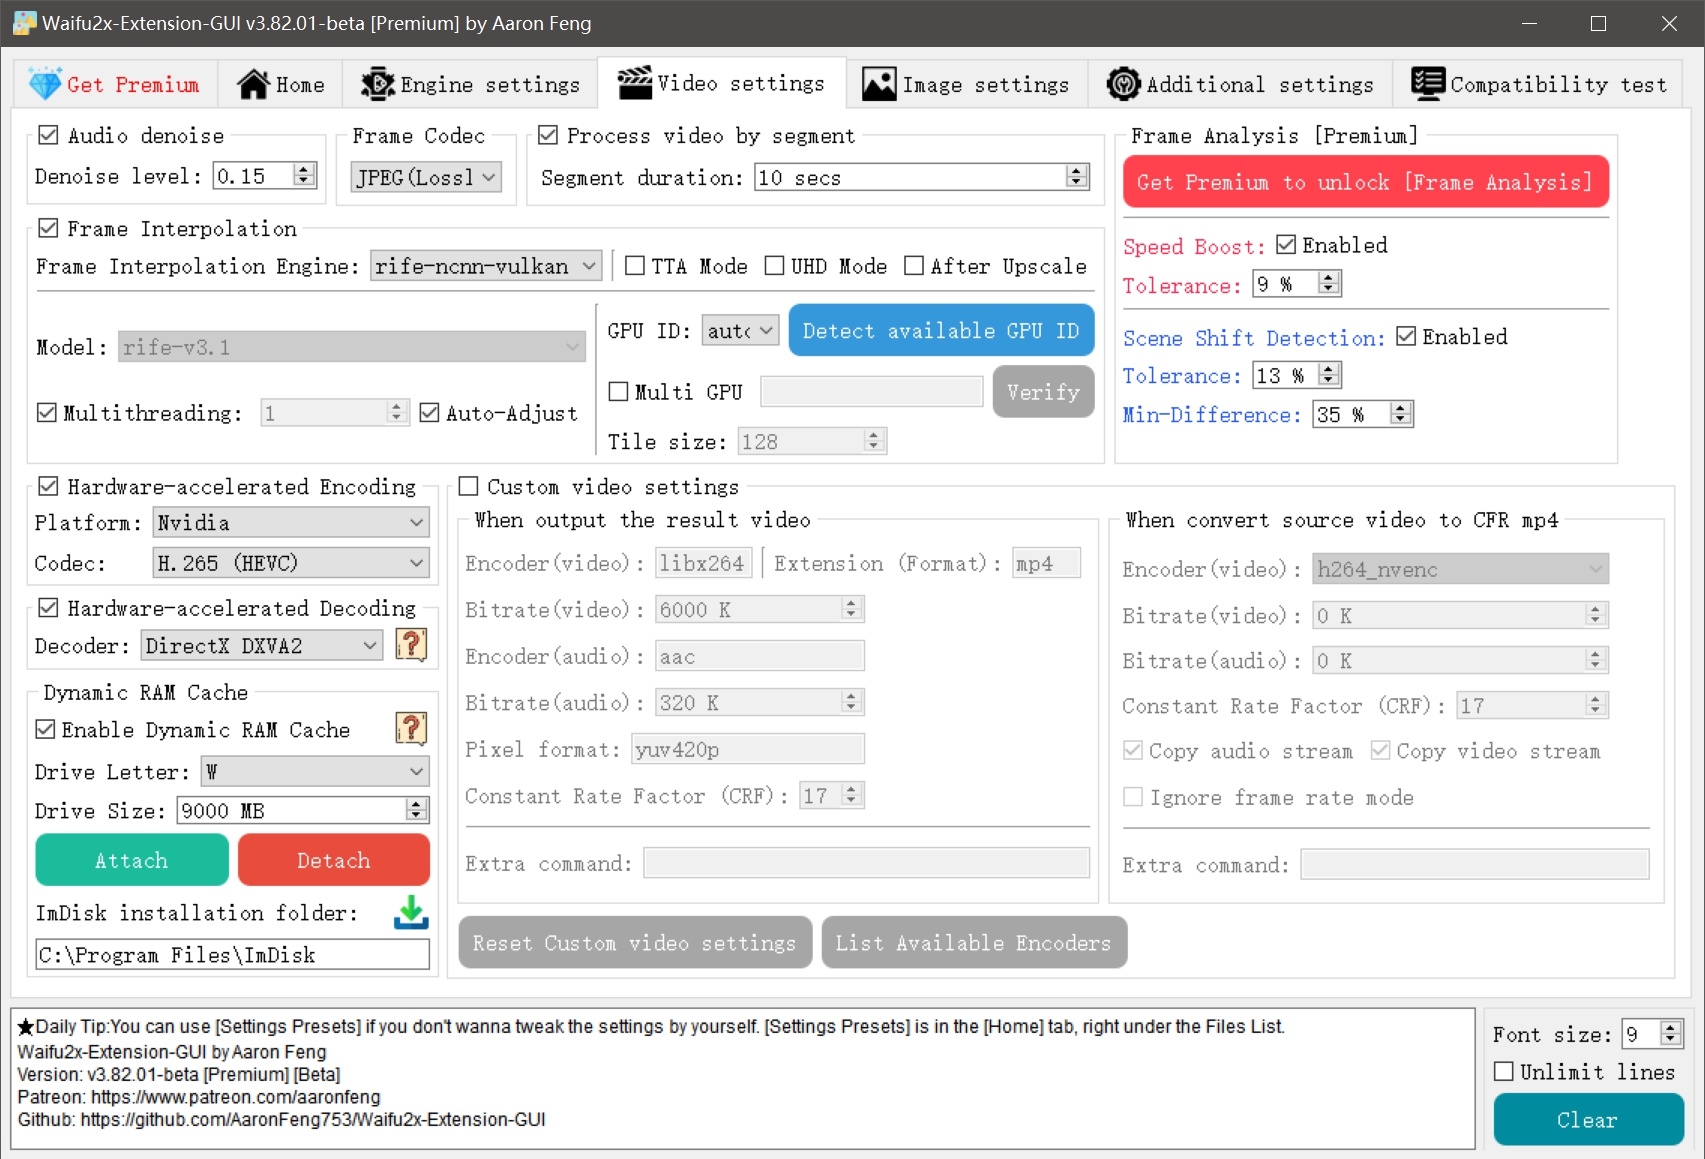 Waifu2x-Extension-GUI v3.82.01-beta [Premium] by Aaron Feng
Get Premium
Home
Engine settings
Video settings
Image settings
Additional settings
Compatibility test
Audio denoise
Denoise level: 0.15
Frame Codec
JPEG(Lossl
Process video by segment
Segment duration: 10 secs
Frame Analysis [Premium]
Get Premium to unlock [Frame Analysis]
Speed Boost: Enabled
Tolerance: 9 %
Scene Shift Detection: Enabled
Tolerance: 13 %
Min-Difference: 35 %
Frame Interpolation
Frame Interpolation Engine: rife-ncnn-vulkan TTA Mode UHD Mode After Upscale
Model: rife-v3.1
Multithreading: 1 Auto-Adjust
GPU ID: auto Detect available GPU ID
Multi GPU Verify
Tile size: 128
Hardware-accelerated Encoding
Platform: Nvidia
Codec: H.265 (HEVC)
Hardware-accelerated Decoding
Decoder: DirectX DXVA2
Dynamic RAM Cache
Enable Dynamic RAM Cache
Drive Letter: W
Drive Size: 9000 MB
Attach
Detach
ImDisk installation folder:
C:\Program Files\ImDisk
Custom video settings
When output the result video
Encoder(video): libx264 Extension (Format): mp4
Bitrate(video): 6000 K
Encoder(audio): aac
Bitrate(audio): 320 K
Pixel format: yuv420p
Constant Rate Factor (CRF): 17
Extra command:
When convert source video to CFR mp4
Encoder(video): h264_nvenc
Bitrate(video): 0 K
Bitrate(audio): 0 K
Constant Rate Factor (CRF): 17
Copy audio stream Copy video stream
Ignore frame rate mode
Extra command:
Reset Custom video settings
List Available Encoders
★Daily Tip:You can use [Settings Presets] if you don't wanna tweak the settings by yourself. [Settings Presets] is in the [Home] tab, right under the Files List.
Waifu2x-Extension-GUI by Aaron Feng
Version: v3.82.01-beta [Premium] [Beta]
Patreon: https://www.patreon.com/aaronfeng
Github: https://github.com/AaronFeng753/Waifu2x-Extension-GUI
Font size: 9
Unlimit lines
Clear